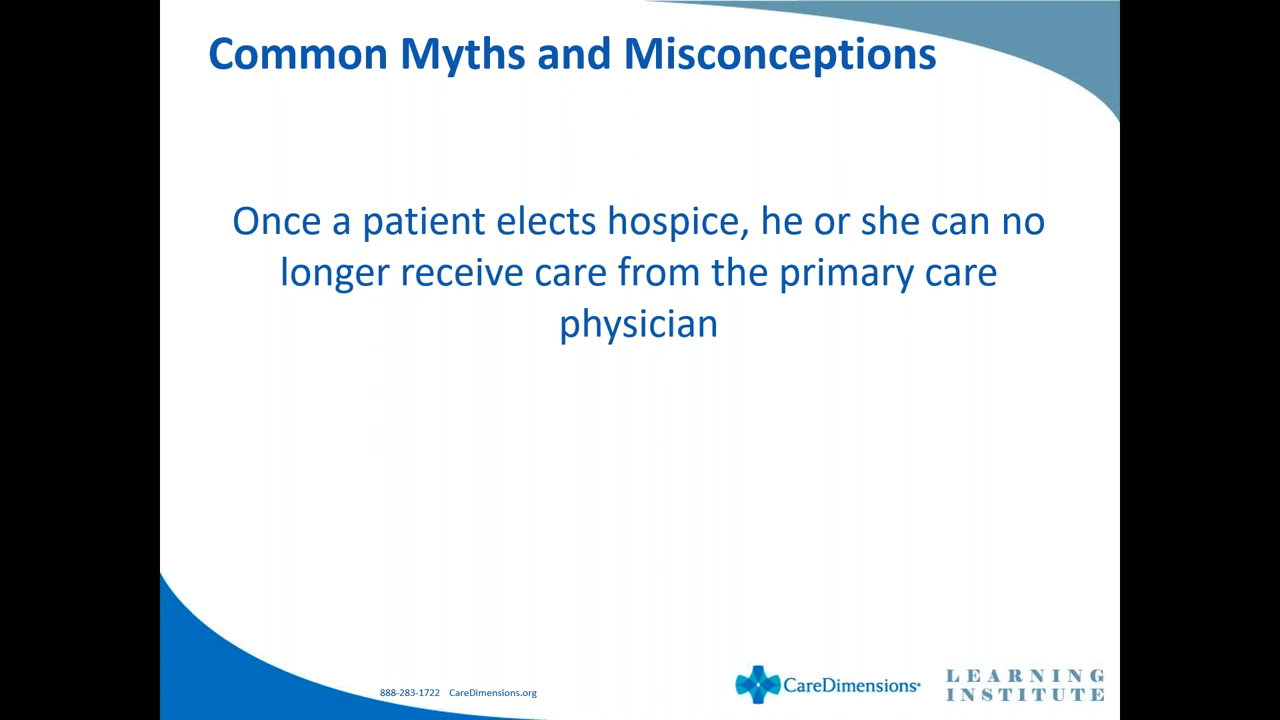 Common Myths and Misconceptions
Once a patient elects hospice, he or she can no
longer receive care from the primary care
physician
888-283-1722 CareDimensions.org
CareDimensions
LEARNING
INSTITUTE